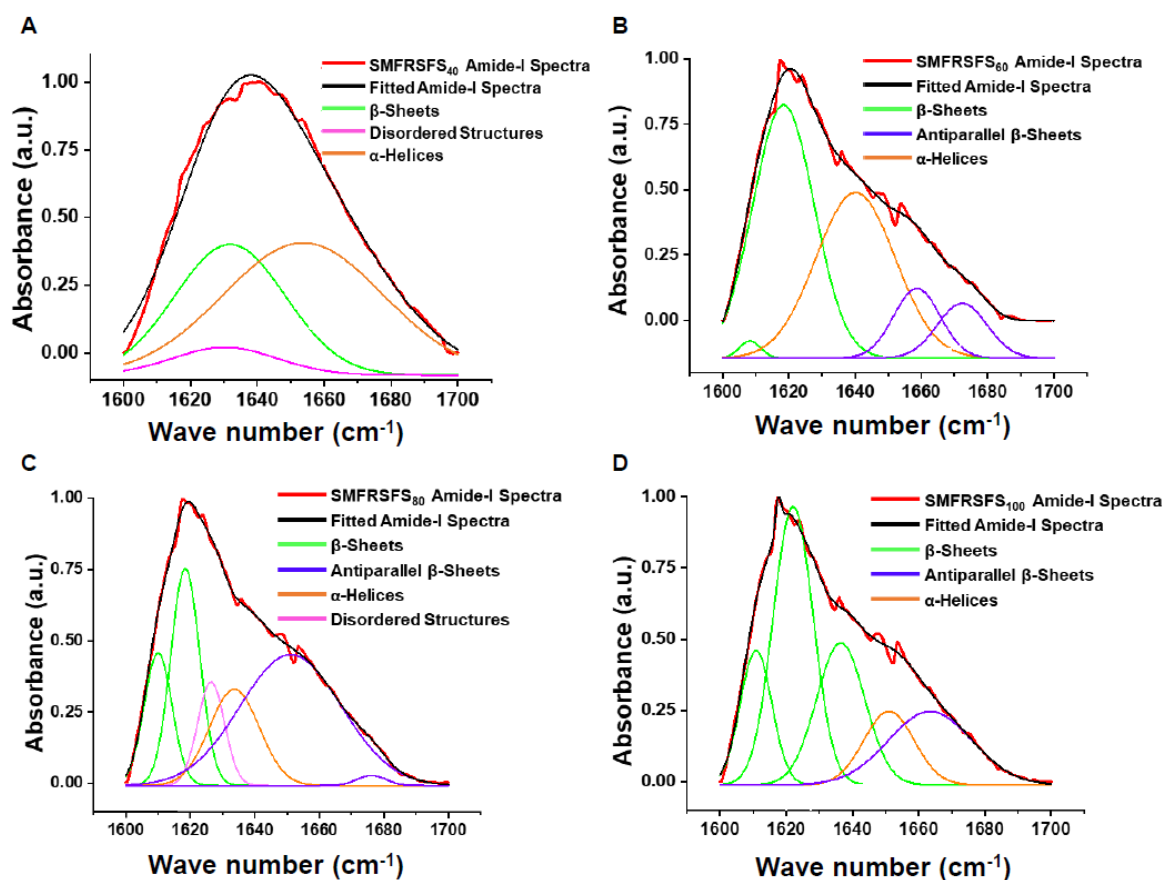 A
SMFRSFS₄₀ Amide-I Spectra
Fitted Amide-I Spectra
β-Sheets
Disordered Structures
α-Helices
1.00
0.75
0.50
0.25
0.00
Absorbance (a.u.)
1600 1620 1640 1660 1680 1700
Wave number (cm⁻¹)
B
SMFRSFS₆₀ Amide-I Spectra
Fitted Amide-I Spectra
β-Sheets
Antiparallel β-Sheets
α-Helices
1.00
0.75
0.50
0.25
0.00
Absorbance (a.u.)
1600 1620 1640 1660 1680 1700
Wave number (cm⁻¹)
C
SMFRSFS₈₀ Amide-I Spectra
Fitted Amide-I Spectra
β-Sheets
Antiparallel β-Sheets
α-Helices
Disordered Structures
1.00
0.75
0.50
0.25
0.00
Absorbance (a.u.)
1600 1620 1640 1660 1680 1700
Wave number (cm⁻¹)
D
SMFRSFS₁₀₀ Amide-I Spectra
Fitted Amide-I Spectra
β-Sheets
Antiparallel β-Sheets
α-Helices
1.00
0.75
0.50
0.25
0.00
Absorbance (a.u.)
1600 1620 1640 1660 1680 1700
Wave number (cm⁻¹)